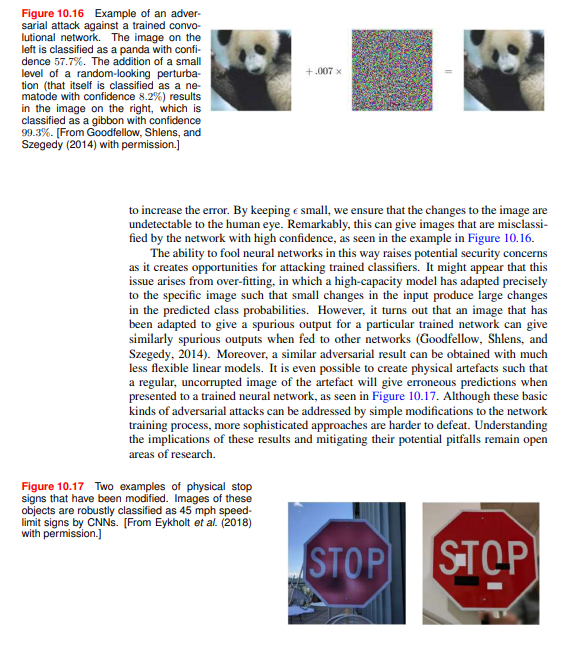 Figure 10.16 Example of an adver-
sarial attack against a trained convo-
lutional network. The image on the
left is classified as a panda with confi-
dence 57.7%. The addition of a small
level of a random-looking perturba-
tion (that itself is classified as a ne-
matode with confidence 8.2%) results
in the image on the right, which is
classified as a gibbon with confidence
99.3%. [From Goodfellow, Shlens, and
Szegedy (2014) with permission.]
+ .007 ×
=
to increase the error. By keeping ϵ small, we ensure that the changes to the image are
undetectable to the human eye. Remarkably, this can give images that are misclassi-
fied by the network with high confidence, as seen in the example in Figure 10.16.
The ability to fool neural networks in this way raises potential security concerns
as it creates opportunities for attacking trained classifiers. It might appear that this
issue arises from over-fitting, in which a high-capacity model has adapted precisely
to the specific image such that small changes in the input produce large changes
in the predicted class probabilities. However, it turns out that an image that has
been adapted to give a spurious output for a particular trained network can give
similarly spurious outputs when fed to other networks (Goodfellow, Shlens, and
Szegedy, 2014). Moreover, a similar adversarial result can be obtained with much
less flexible linear models. It is even possible to create physical artefacts such that
a regular, uncorrupted image of the artefact will give erroneous predictions when
presented to a trained neural network, as seen in Figure 10.17. Although these basic
kinds of adversarial attacks can be addressed by simple modifications to the network
training process, more sophisticated approaches are harder to defeat. Understanding
the implications of these results and mitigating their potential pitfalls remain open
areas of research.
Figure 10.17 Two examples of physical stop
signs that have been modified. Images of these
objects are robustly classified as 45 mph speed-
limit signs by CNNs. [From Eykholt et al. (2018)
with permission.]
STOP
STOP